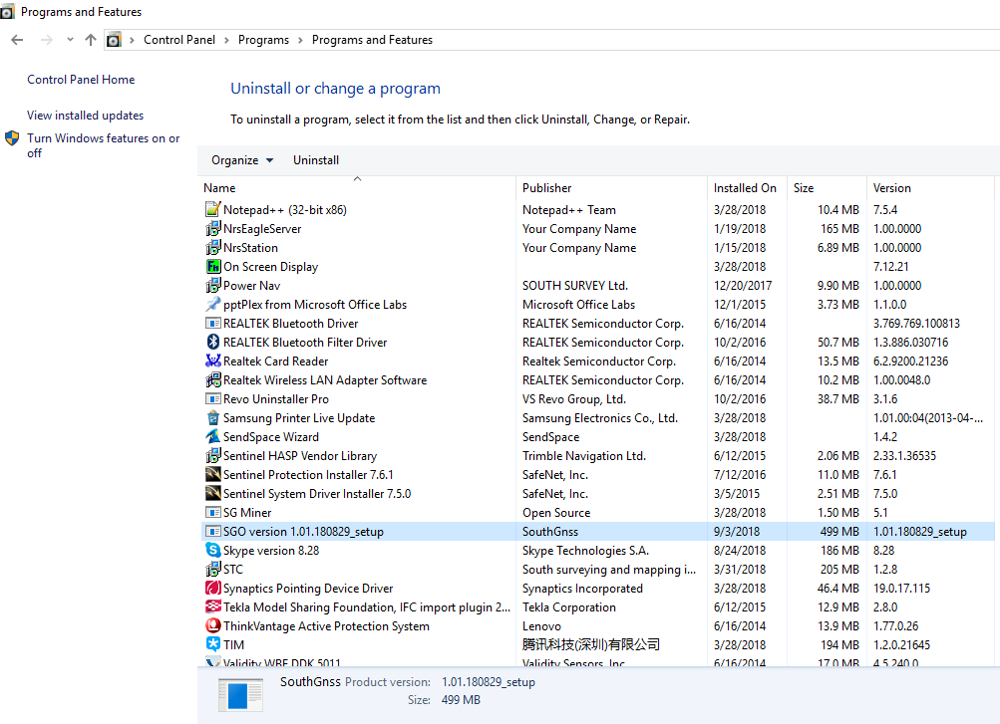 Programs and Features
Control Panel > Programs > Programs and Features
Control Panel Home
View installed updates
Turn Windows features on or
off
Uninstall or change a program
To uninstall a program, select it from the list and then click Uninstall, Change, or Repair.
Organize Uninstall
Name Publisher Installed On Size Version
Notepad++ (32-bit x86) Notepad++ Team 3/28/2018 10.4 MB 7.5.4
NrsEagleServer Your Company Name 1/19/2018 165 MB 1.00.0000
NrsStation Your Company Name 1/15/2018 6.89 MB 1.00.0000
On Screen Display 3/28/2018 7.12.21
Power Nav SOUTH SURVEY Ltd. 12/20/2017 9.90 MB 1.00.0000
pptPlex from Microsoft Office Labs Microsoft Office Labs 12/1/2015 3.73 MB 1.1.0.0
REALTEK Bluetooth Driver REALTEK Semiconductor Corp. 6/16/2014 3.769.769.100813
REALTEK Bluetooth Filter Driver REALTEK Semiconductor Corp. 10/2/2016 50.7 MB 1.3.886.030716
Realtek Card Reader Realtek Semiconductor Corp. 6/16/2014 13.5 MB 6.2.9200.21236
Realtek Wireless LAN Adapter Software REALTEK Semiconductor Corp. 6/16/2014 10.2 MB 1.00.0048.0
Revo Uninstaller Pro VS Revo Group, Ltd. 10/2/2016 38.7 MB 3.1.6
Samsung Printer Live Update Samsung Electronics Co., Ltd. 3/28/2018 1.01.00:04(2013-04-...
SendSpace Wizard SendSpace 3/28/2018 1.4.2
Sentinel HASP Vendor Library Trimble Navigation Ltd. 6/12/2015 2.06 MB 2.33.1.36535
Sentinel Protection Installer 7.6.1 SafeNet, Inc. 7/12/2016 11.0 MB 7.6.1
Sentinel System Driver Installer 7.5.0 SafeNet, Inc. 3/5/2015 2.51 MB 7.5.0
SG Miner Open Source 3/28/2018 1.50 MB 5.1
SGO version 1.01.180829_setup SouthGnss 9/3/2018 499 MB 1.01.180829_setup
Skype version 8.28 Skype Technologies S.A. 8/24/2018 186 MB 8.28
STC South surveying and mapping i... 3/31/2018 205 MB 1.2.8
Synaptics Pointing Device Driver Synaptics Incorporated 3/28/2018 46.4 MB 19.0.17.115
Tekla Model Sharing Foundation, IFC import plugin 2... Tekla Corporation 6/12/2015 12.9 MB 2.8.0
ThinkVantage Active Protection System Lenovo 6/16/2014 13.9 MB 1.77.0.26
TIM 腾讯科技(深圳)有限公司 3/28/2018 194 MB 1.2.0.21645
Validity WBF DDK 5011 Validity Sensors, Inc. 6/16/2014 17.0 MB 4.5.240.0
SouthGnss Product version: 1.01.180829_setup
Size: 499 MB